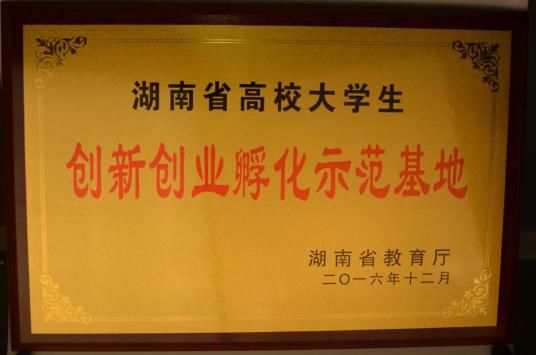 湖南省高校大学生
创新创业孵化示范基地
湖南省教育厅
二〇一六年十二月